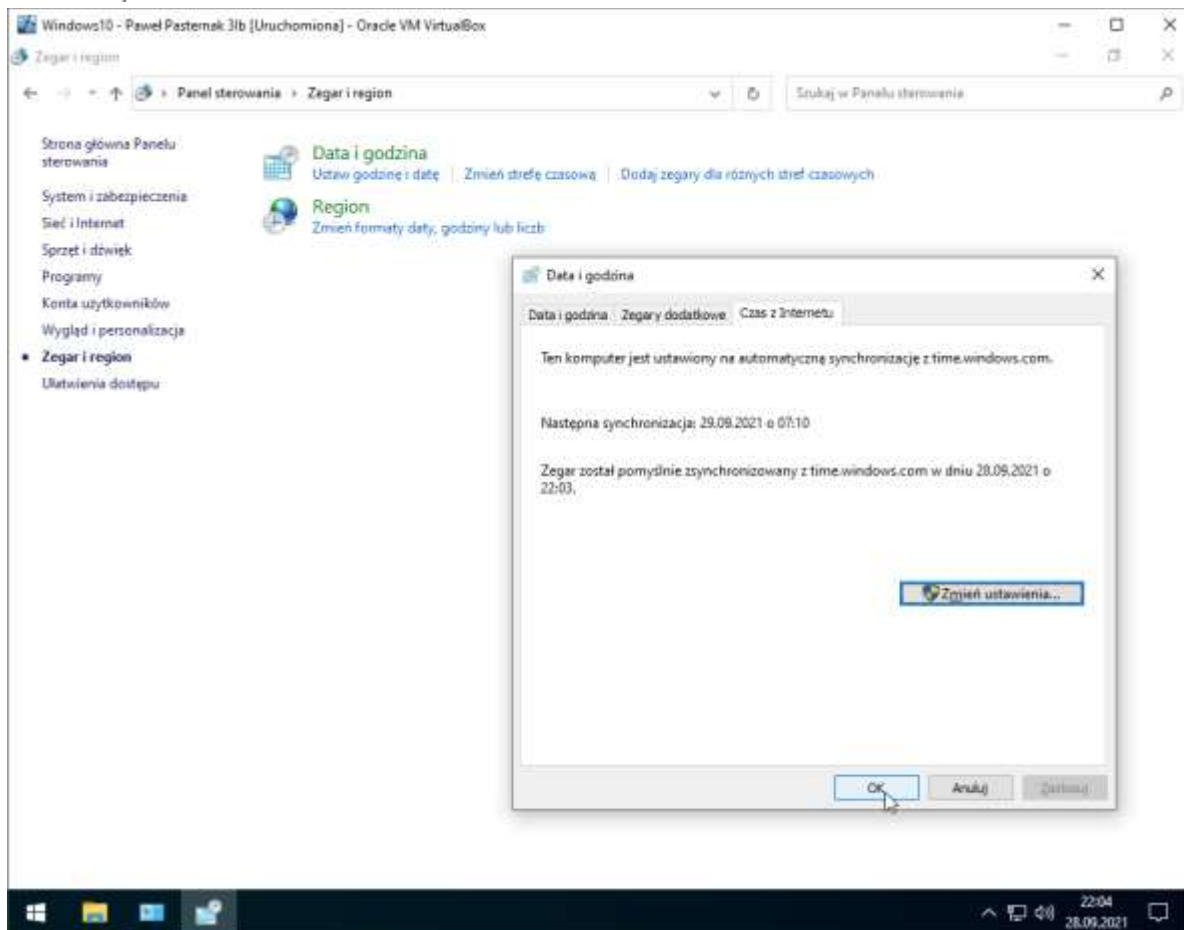 Windows10 - Paweł Pasternak 3lb [Uruchomiona] - Oracle VM VirtualBox
Zegar i region
Panel sterowania › Zegar i region
Szukaj w Panelu sterowania
Strona główna Panelu
sterowania
System i zabezpieczenia
Sieć i Internet
Sprzęt i dźwięk
Programy
Konta użytkowników
Wygląd i personalizacja
Zegar i region
Ułatwienia dostępu
Data i godzina
Ustaw godzinę i datę
Zmień strefę czasową
Dodaj zegary dla różnych stref czasowych
Region
Zmień formaty daty, godziny lub liczb
Data i godzina
Data i godzina
Zegary dodatkowe
Czas z Internetu
Ten komputer jest ustawiony na automatyczną synchronizację z time.windows.com.
Następna synchronizacja: 29.09.2021 o 07:10
Zegar został pomyślnie zsynchronizowany z time.windows.com w dniu 28.09.2021 o
22:03.
Zmień ustawienia...
OK
Anuluj
Zastosuj
22:04
28.09.2021